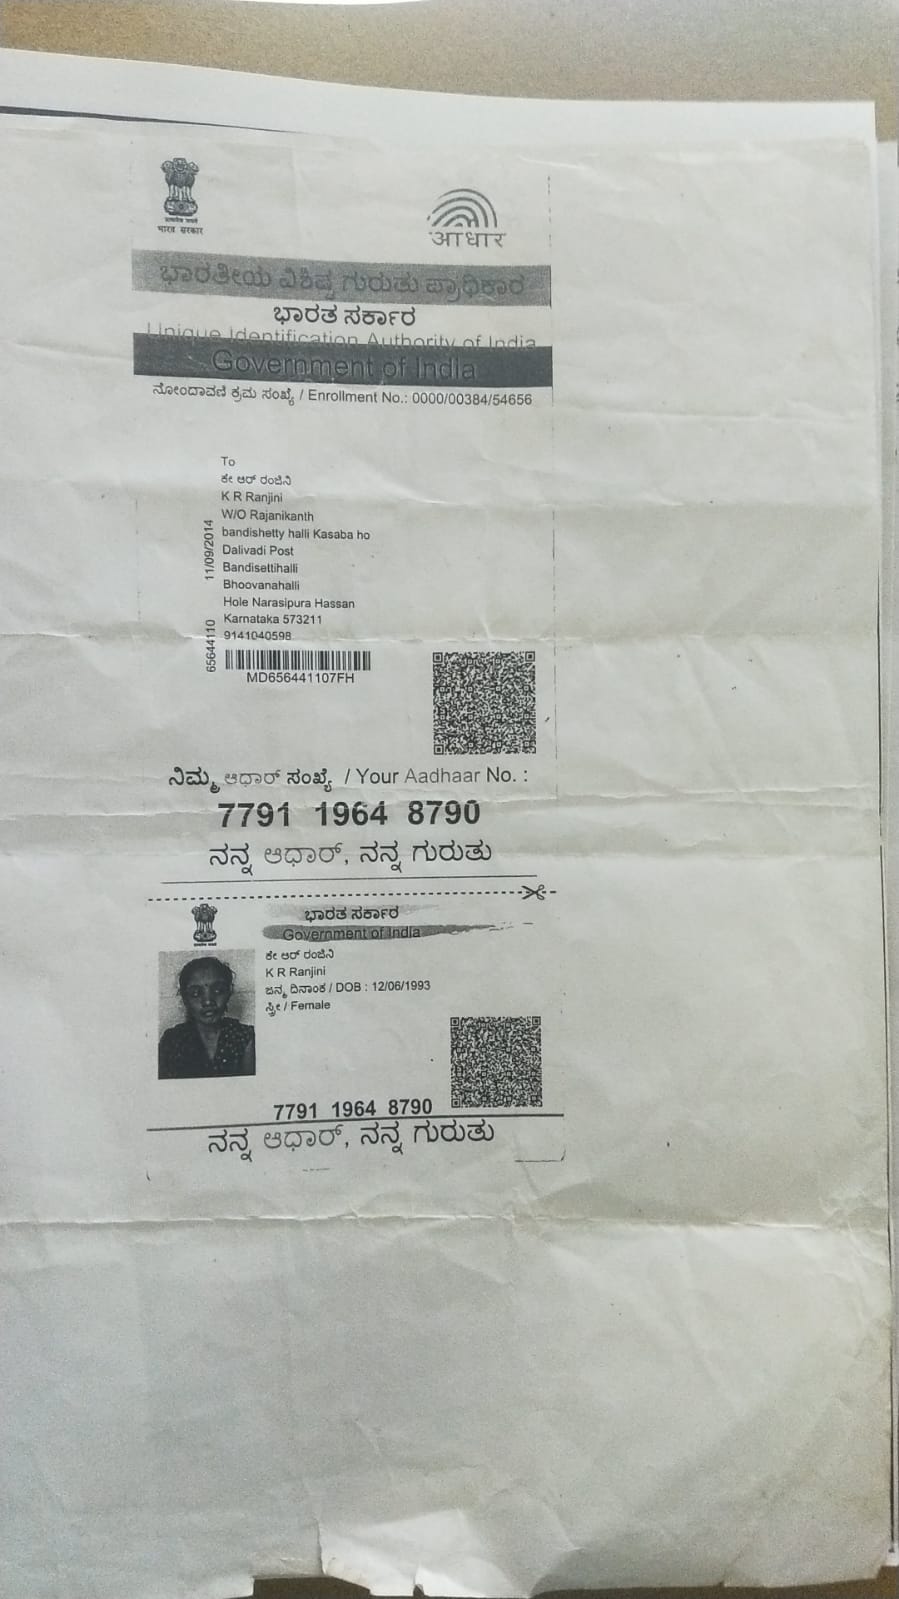 भारत सरकार
आधार
ಭಾರತೀಯ ವಿಶಿಷ್ಟ ಗುರುತು ಪ್ರಾಧಿಕಾರ
ಭಾರತ ಸರ್ಕಾರ
Unique Identification Authority of India
Government of India
ನೋಂದಾವಣಿ ಕ್ರಮ ಸಂಖ್ಯೆ / Enrollment No.: 0000/00384/54656
To
ಕೇ ಆರ್ ರಂಜಿನಿ
K R Ranjini
W/O Rajanikanth
bandishetty halli Kasaba ho
Dalivadi Post
Bandisettihalli
Bhoovanahalli
Hole Narasipura Hassan
Karnataka 573211
9141040598
11/09/2014
65644110
MD656441107FH
ನಿಮ್ಮ ಆಧಾರ್ ಸಂಖ್ಯೆ / Your Aadhaar No. :
7791 1964 8790
ನನ್ನ ಆಧಾರ್, ನನ್ನ ಗುರುತು
ಭಾರತ ಸರ್ಕಾರ
Government of India
ಕೇ ಆರ್ ರಂಜಿನಿ
K R Ranjini
ಜನ್ಮ ದಿನಾಂಕ / DOB : 12/06/1993
ಸ್ತ್ರೀ / Female
7791 1964 8790
ನನ್ನ ಆಧಾರ್, ನನ್ನ ಗುರುತು